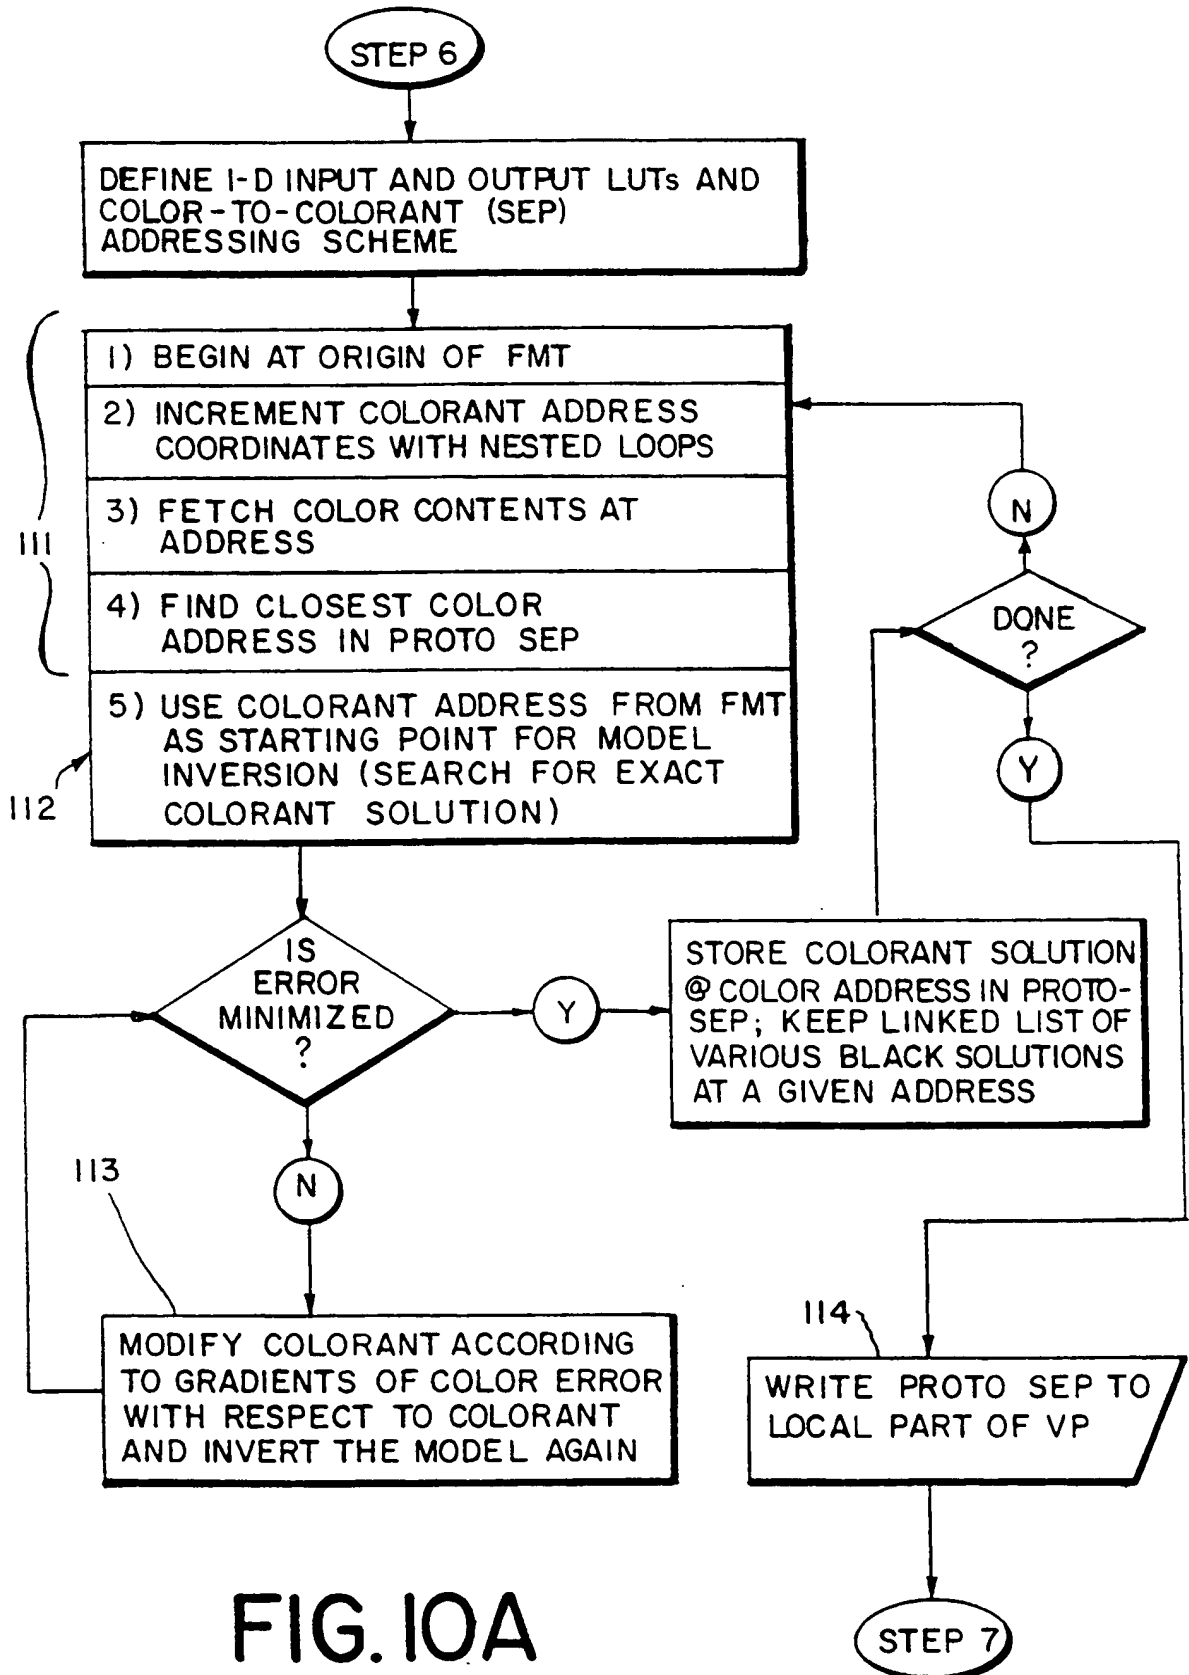 STEP 6
DEFINE 1-D INPUT AND OUTPUT LUTs AND
COLOR-TO-COLORANT (SEP)
ADDRESSING SCHEME
1) BEGIN AT ORIGIN OF FMT
2) INCREMENT COLORANT ADDRESS
COORDINATES WITH NESTED LOOPS
3) FETCH COLOR CONTENTS AT
ADDRESS
4) FIND CLOSEST COLOR
ADDRESS IN PROTO SEP
5) USE COLORANT ADDRESS FROM FMT
AS STARTING POINT FOR MODEL
INVERSION (SEARCH FOR EXACT
COLORANT SOLUTION)
111
112
N
DONE
?
Y
IS
ERROR
MINIMIZED
?
Y
STORE COLORANT SOLUTION
@ COLOR ADDRESS IN PROTO-
SEP; KEEP LINKED LIST OF
VARIOUS BLACK SOLUTIONS
AT A GIVEN ADDRESS
N
113
MODIFY COLORANT ACCORDING
TO GRADIENTS OF COLOR ERROR
WITH RESPECT TO COLORANT
AND INVERT THE MODEL AGAIN
114
WRITE PROTO SEP TO
LOCAL PART OF VP
STEP 7
FIG. 10A